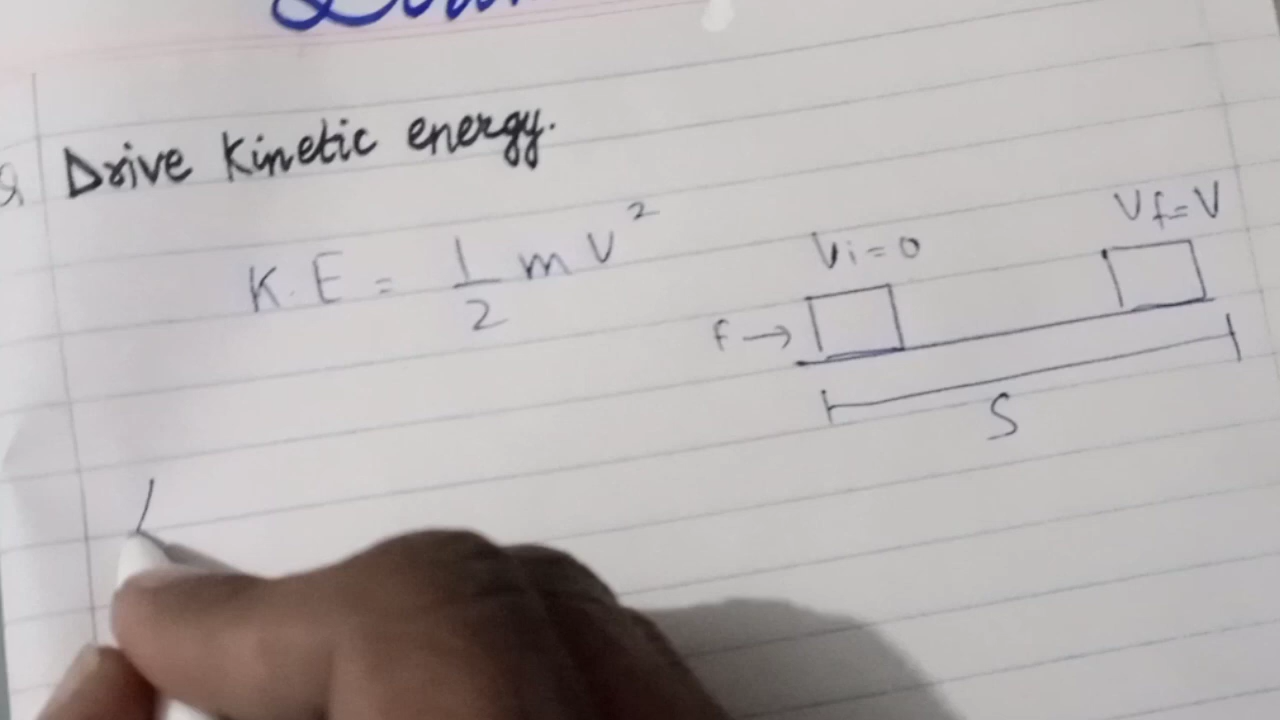 Q Drive Kinetic energy.
K.E = 1/2 mv²
Vi=0
Vf=V
F→
S